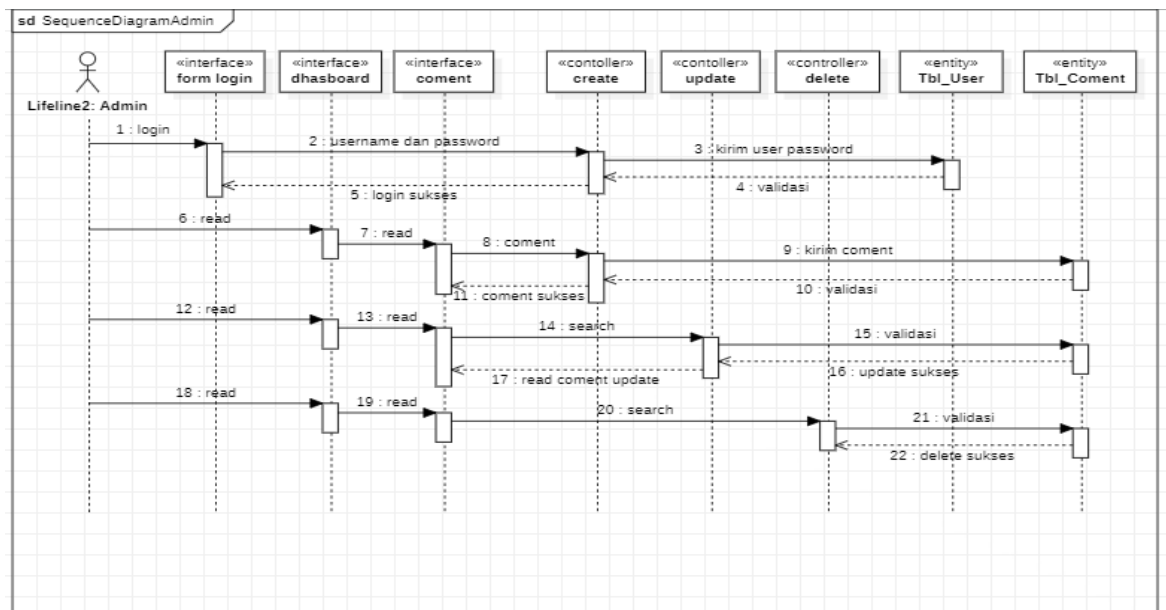 sd SequenceDiagramAdmin
«interface» «interface» «interface» «contoller» «contoller» «controller» «entity» «entity»
form login dhasboard coment create update delete Tbl_User Tbl_Coment
Lifeline2: Admin
1 : login
2 : username dan password
3 : kirim user password
4 : validasi
5 : login sukses
6 : read
7 : read
8 : coment
9 : kirim coment
10 : validasi
11 : coment sukses
12 : read
13 : read
14 : search
15 : validasi
16 : update sukses
17 : read coment update
18 : read
19 : read
20 : search
21 : validasi
22 : delete sukses